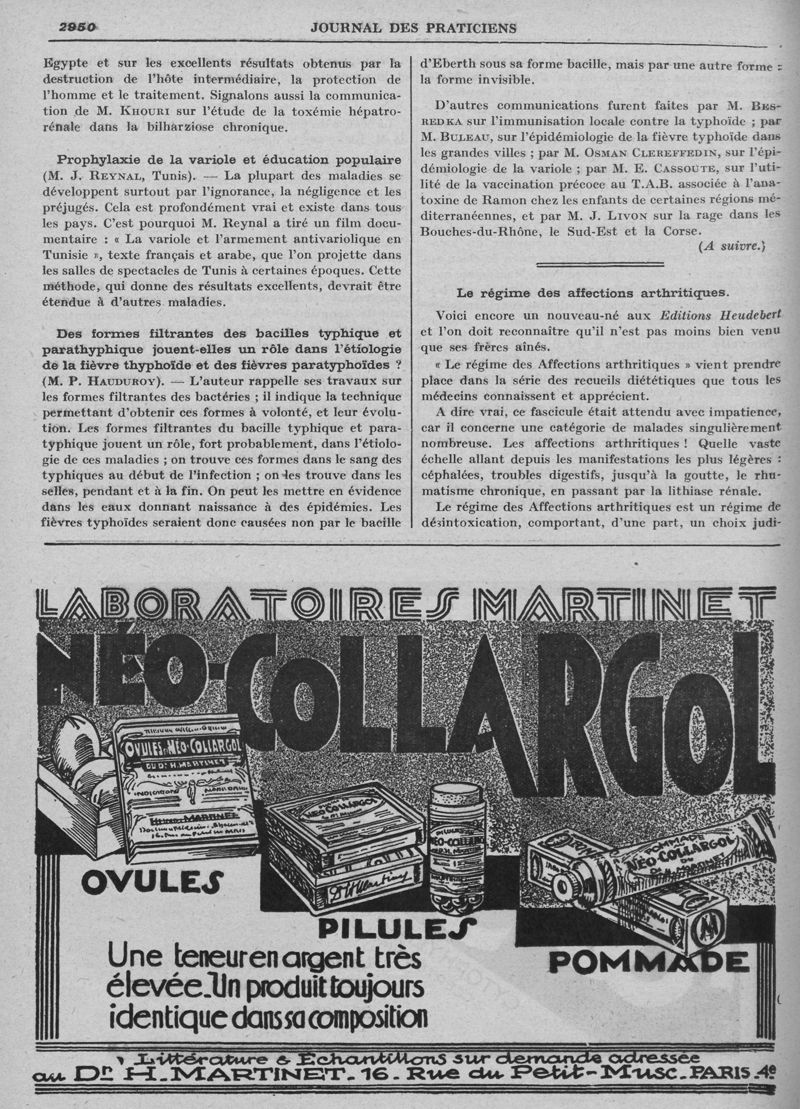 2950
JOURNAL DES PRATICIENS
Egypte et sur les excellents résultats obtenus par la
destruction de l'hôte intermédiaire, la protection de
l'homme et le traitement. Signalons aussi la communica-
tion de M. KHOURI sur l'étude de la toxémie hépatro-
rénale dans la bilharziose chronique.
Prophylaxie de la variole et éducation populaire
(M. J. REYNAL, Tunis). — La plupart des maladies se
développent surtout par l'ignorance, la négligence et les
préjugés. Cela est profondément vrai et existe dans tous
les pays. C'est pourquoi M. Reynal a tiré un film docu-
mentaire : « La variole et l'armement antivariolique en
Tunisie », texte français et arabe, que l'on projette dans
les salles de spectacles de Tunis à certaines époques. Cette
méthode, qui donne des résultats excellents, devrait être
étendue à d'autres maladies.
Des formes filtrantes des bacilles typhique et
parathyphique jouent-elles un rôle dans l'étiologie
de la fièvre thyphoïde et des fièvres paratyphoïdes ?
(M. P. HAUDUROY). — L'auteur rappelle ses travaux sur
les formes filtrantes des bactéries ; il indique la technique
permettant d'obtenir ces formes à volonté, et leur évolu-
tion. Les formes filtrantes du bacille typhique et para-
typhique jouent un rôle, fort probablement, dans l'étiolo-
gie de ces maladies ; on trouve ces formes dans le sang des
typhiques au début de l'infection ; on les trouve dans les
selles, pendant et à la fin. On peut les mettre en évidence
dans les eaux donnant naissance à des épidémies. Les
fièvres typhoïdes seraient donc causées non par le bacille
d'Eberth sous sa forme bacille, mais par une autre forme :
la forme invisible.
D'autres communications furent faites par M. BES-
REDKA sur l'immunisation locale contre la typhoïde ; par
M. BULEAU, sur l'épidémiologie de la fièvre typhoïde dans
les grandes villes ; par M. OSMAN CLEREFFEDIN, sur l'épi-
démiologie de la variole ; par M. E. CASSOUTE, sur l'uti-
lité de la vaccination précoce au T.A.B. associée à l'ana-
toxine de Ramon chez les enfants de certaines régions mé-
diterranéennes, et par M. J. LIVON sur la rage dans les
Bouches-du-Rhône, le Sud-Est et la Corse.
(A suivre.)
Le régime des affections arthritiques.
Voici encore un nouveau-né aux Editions Heudebert
et l'on doit reconnaître qu'il n'est pas moins bien venu
que ses frères aînés.
« Le régime des Affections arthritiques » vient prendre
place dans la série des recueils diététiques que tous les
médecins connaissent et apprécient.
A dire vrai, ce fascicule était attendu avec impatience,
car il concerne une catégorie de malades singulièrement
nombreuse. Les affections arthritiques ! Quelle vaste
échelle allant depuis les manifestations les plus légères :
céphalées, troubles digestifs, jusqu'à la goutte, le rhu-
matisme chronique, en passant par la lithiase rénale.
Le régime des Affections arthritiques est un régime de
désintoxication, comportant, d'une part, un choix judi-
LABORATOIRES MARTINET
NÉO-COLLARGOL
OVULES AU NÉO-COLLARGOL
DU Dr H. MARTINET
INDICATIONS
NÉO-COLLARGOL
Dr H Martinet
PILULES
NÉO-COLLARGOL
POMMADE
NÉO-COLLARGOL
DU
OVULES
PILULES
POMMADE
Une teneur en argent très
élevée_Un produit toujours
identique dans sa composition
Littérature & Echantillons sur demande adressée
au Dr. H. MARTINET_16_Rue du Petit-Musc_PARIS_4e